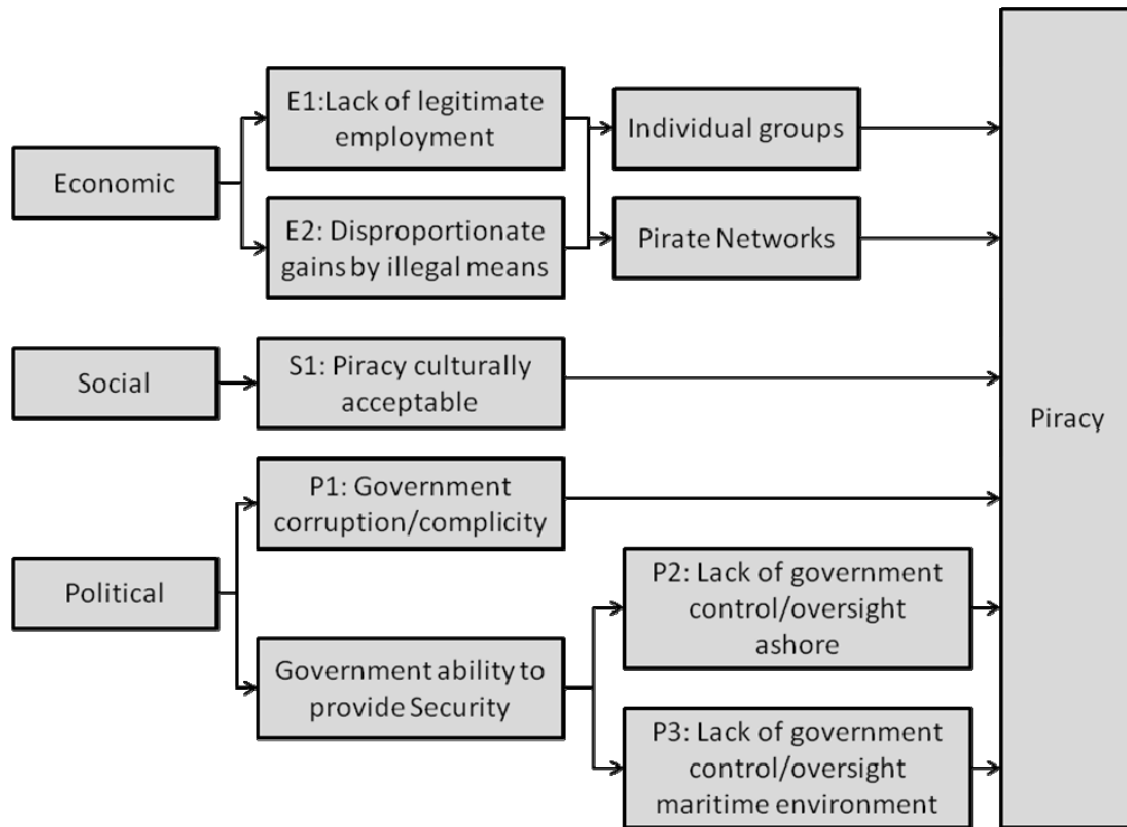 Economic
E1:Lack of legitimate
employment
E2: Disproportionate
gains by illegal means
Individual groups
Pirate Networks
Social
S1: Piracy culturally
acceptable
Piracy
Political
P1: Government
corruption/complicity
Government ability to
provide Security
P2: Lack of government
control/oversight
ashore
P3: Lack of government
control/oversight
maritime environment